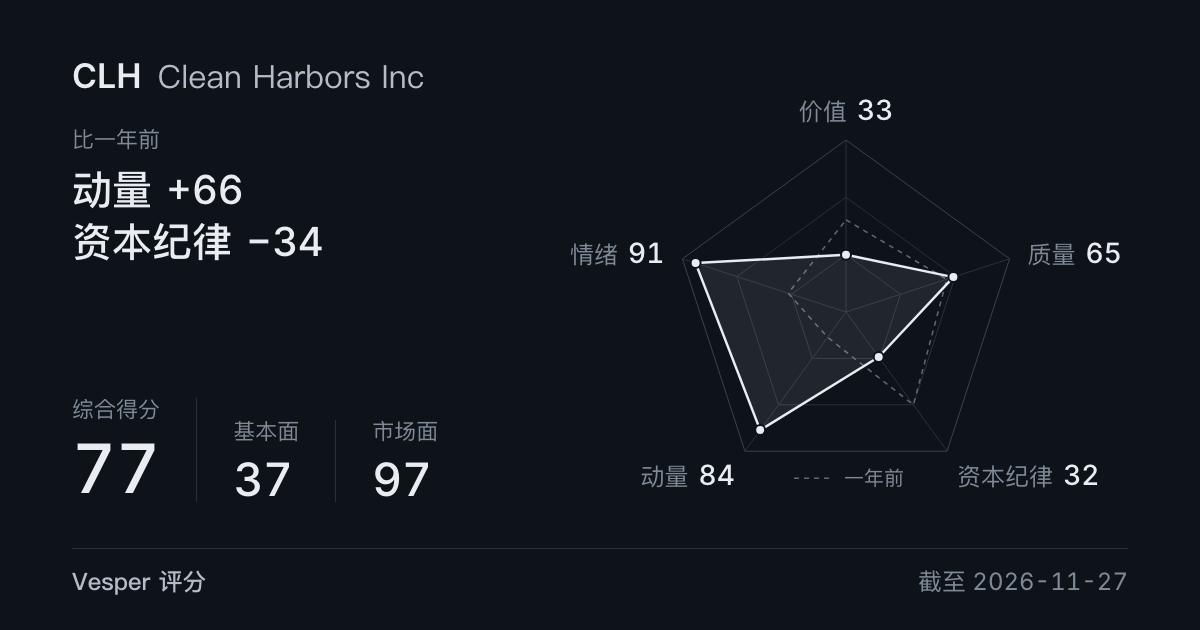 CLH Clean Harbors Inc
比一年前
动量 +66
资本纪律 −34
价值 33
情绪 91
质量 65
动量 84
---- 一年前
资本纪律 32
综合得分
77
基本面
37
市场面
97
Vesper 评分
截至 2026-11-27